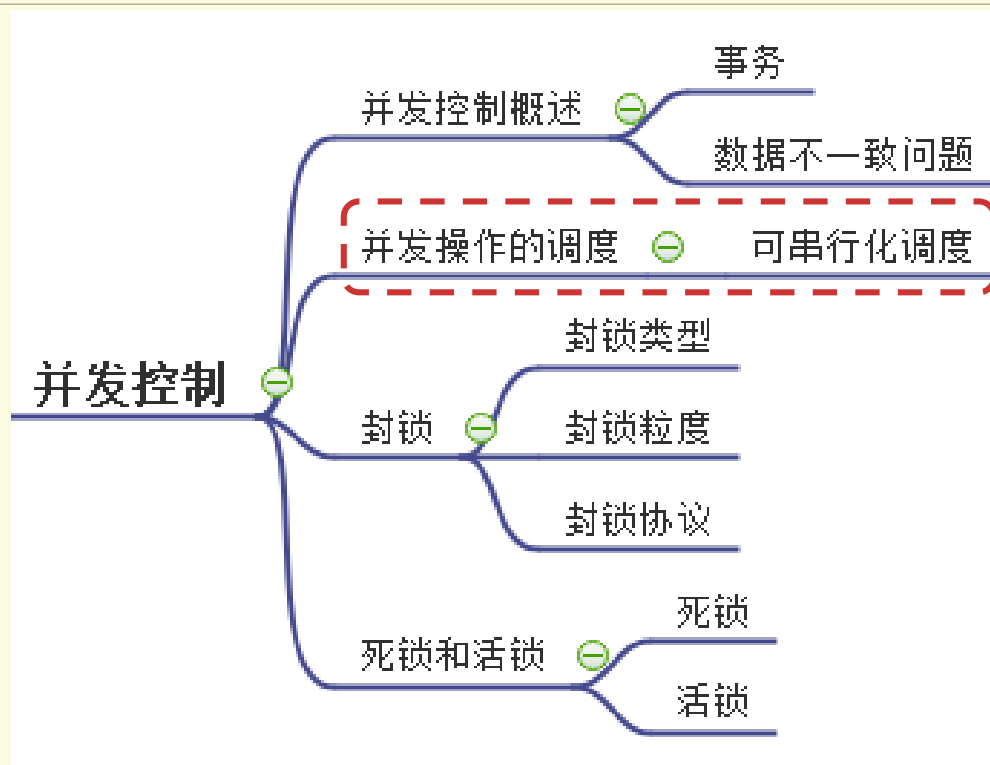 事务
并发控制概述
数据不一致问题
并发操作的调度
可串行化调度
封锁类型
并发控制
封锁
封锁粒度
封锁协议
死锁
死锁和活锁
活锁